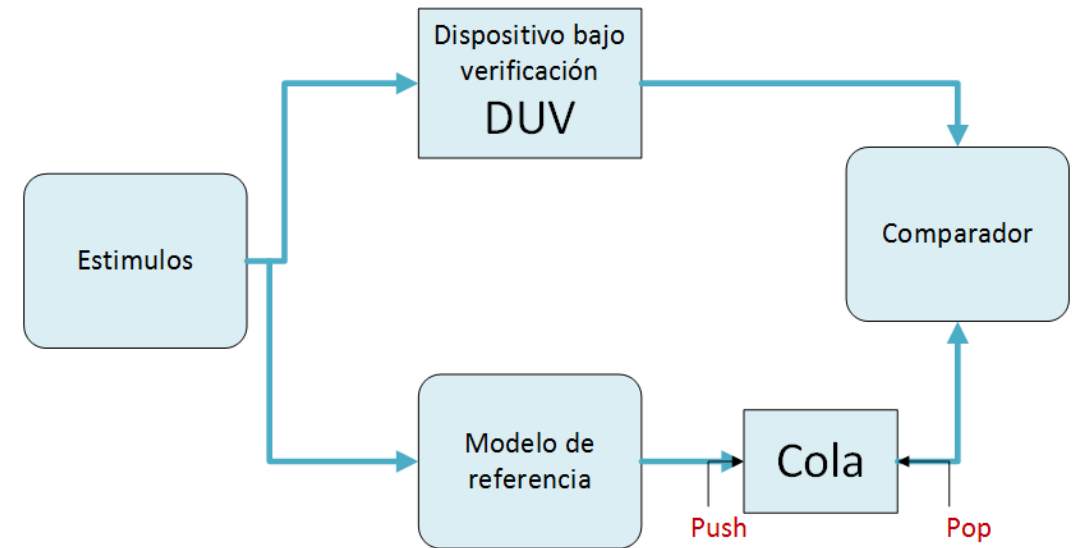 Dispositivo bajo
verificación
DUV
Estimulos
Comparador
Modelo de
referencia
Cola
Push
Pop